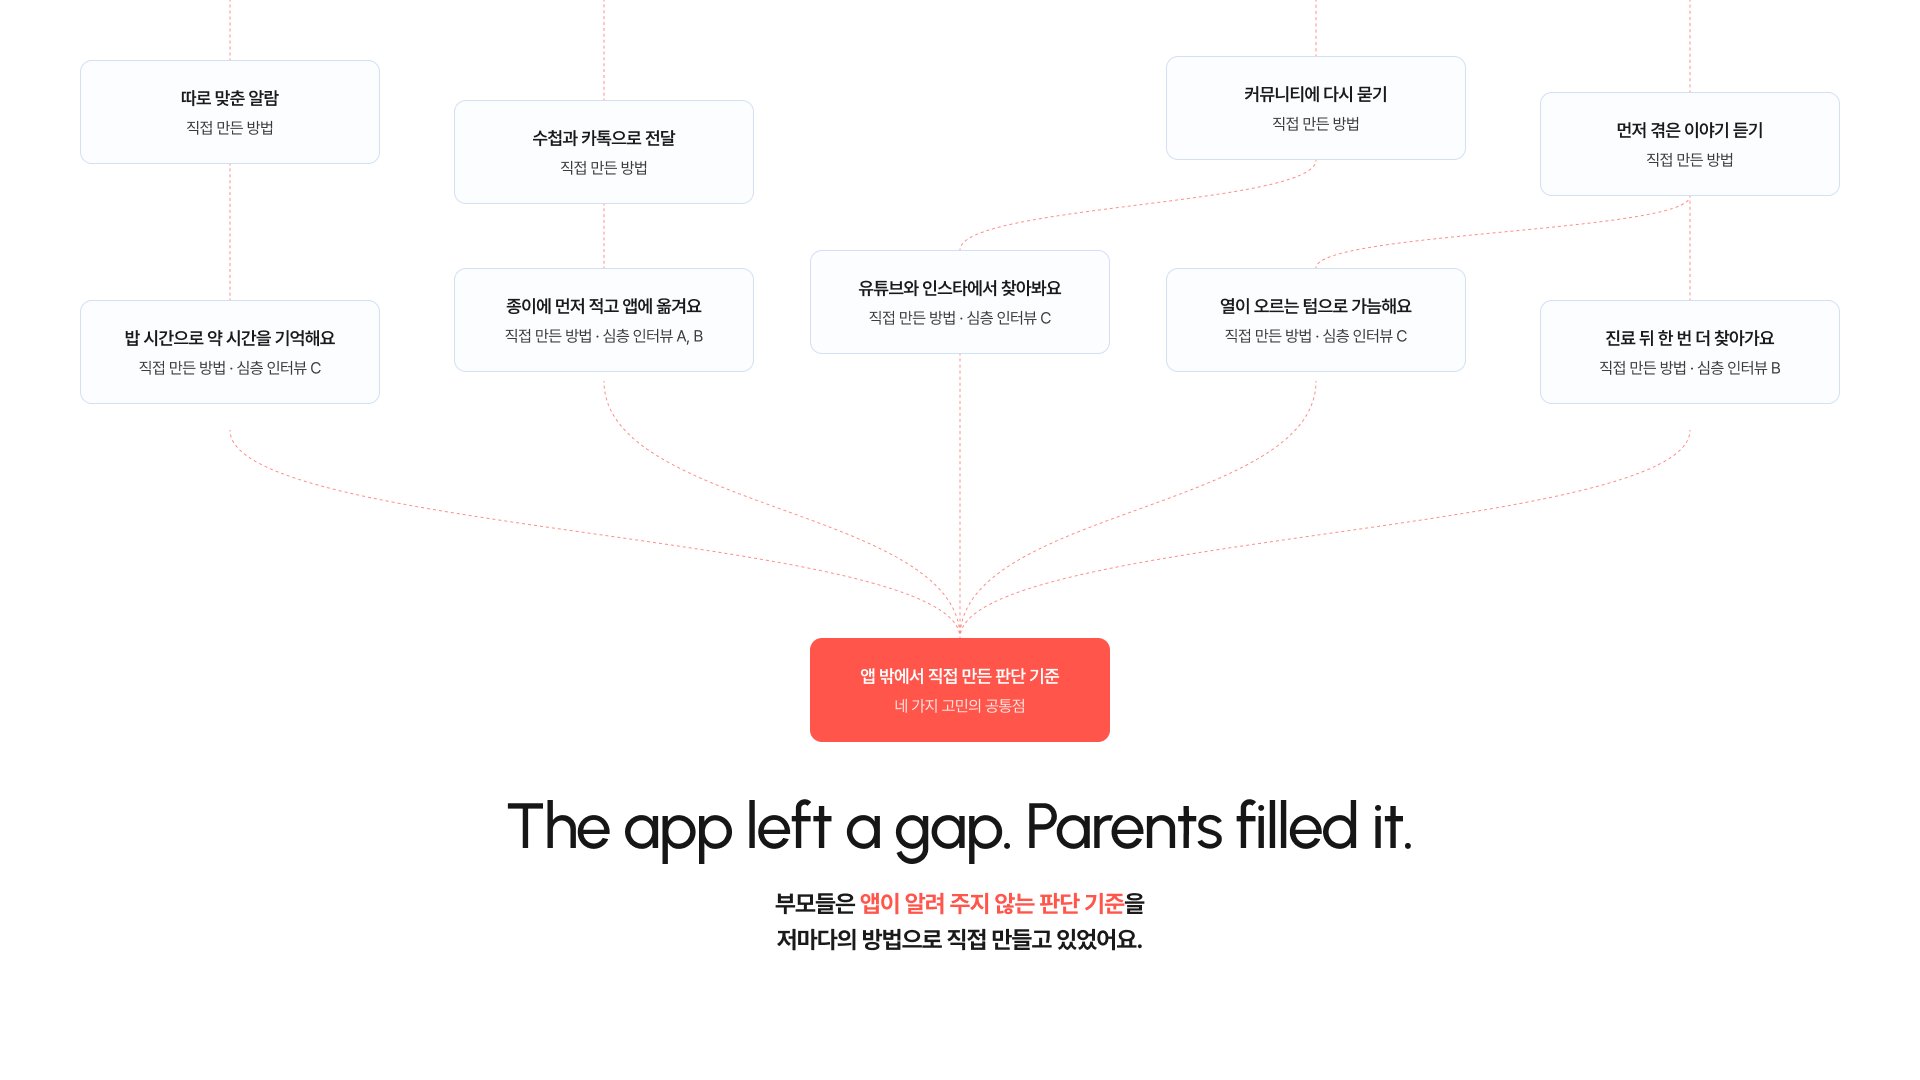 따로 맞춘 알람
직접 만든 방법
수첩과 카톡으로 전달
직접 만든 방법
커뮤니티에 다시 묻기
직접 만든 방법
먼저 겪은 이야기 듣기
직접 만든 방법
밥 시간으로 약 시간을 기억해요
직접 만든 방법 · 심층 인터뷰 C
종이에 먼저 적고 앱에 옮겨요
직접 만든 방법 · 심층 인터뷰 A, B
유튜브와 인스타에서 찾아봐요
직접 만든 방법 · 심층 인터뷰 C
열이 오르는 텀으로 가늠해요
직접 만든 방법 · 심층 인터뷰 C
진료 뒤 한 번 더 찾아가요
직접 만든 방법 · 심층 인터뷰 B
앱 밖에서 직접 만든 판단 기준
네 가지 고민의 공통점
The app left a gap. Parents filled it.
부모들은 앱이 알려 주지 않는 판단 기준을
저마다의 방법으로 직접 만들고 있었어요.